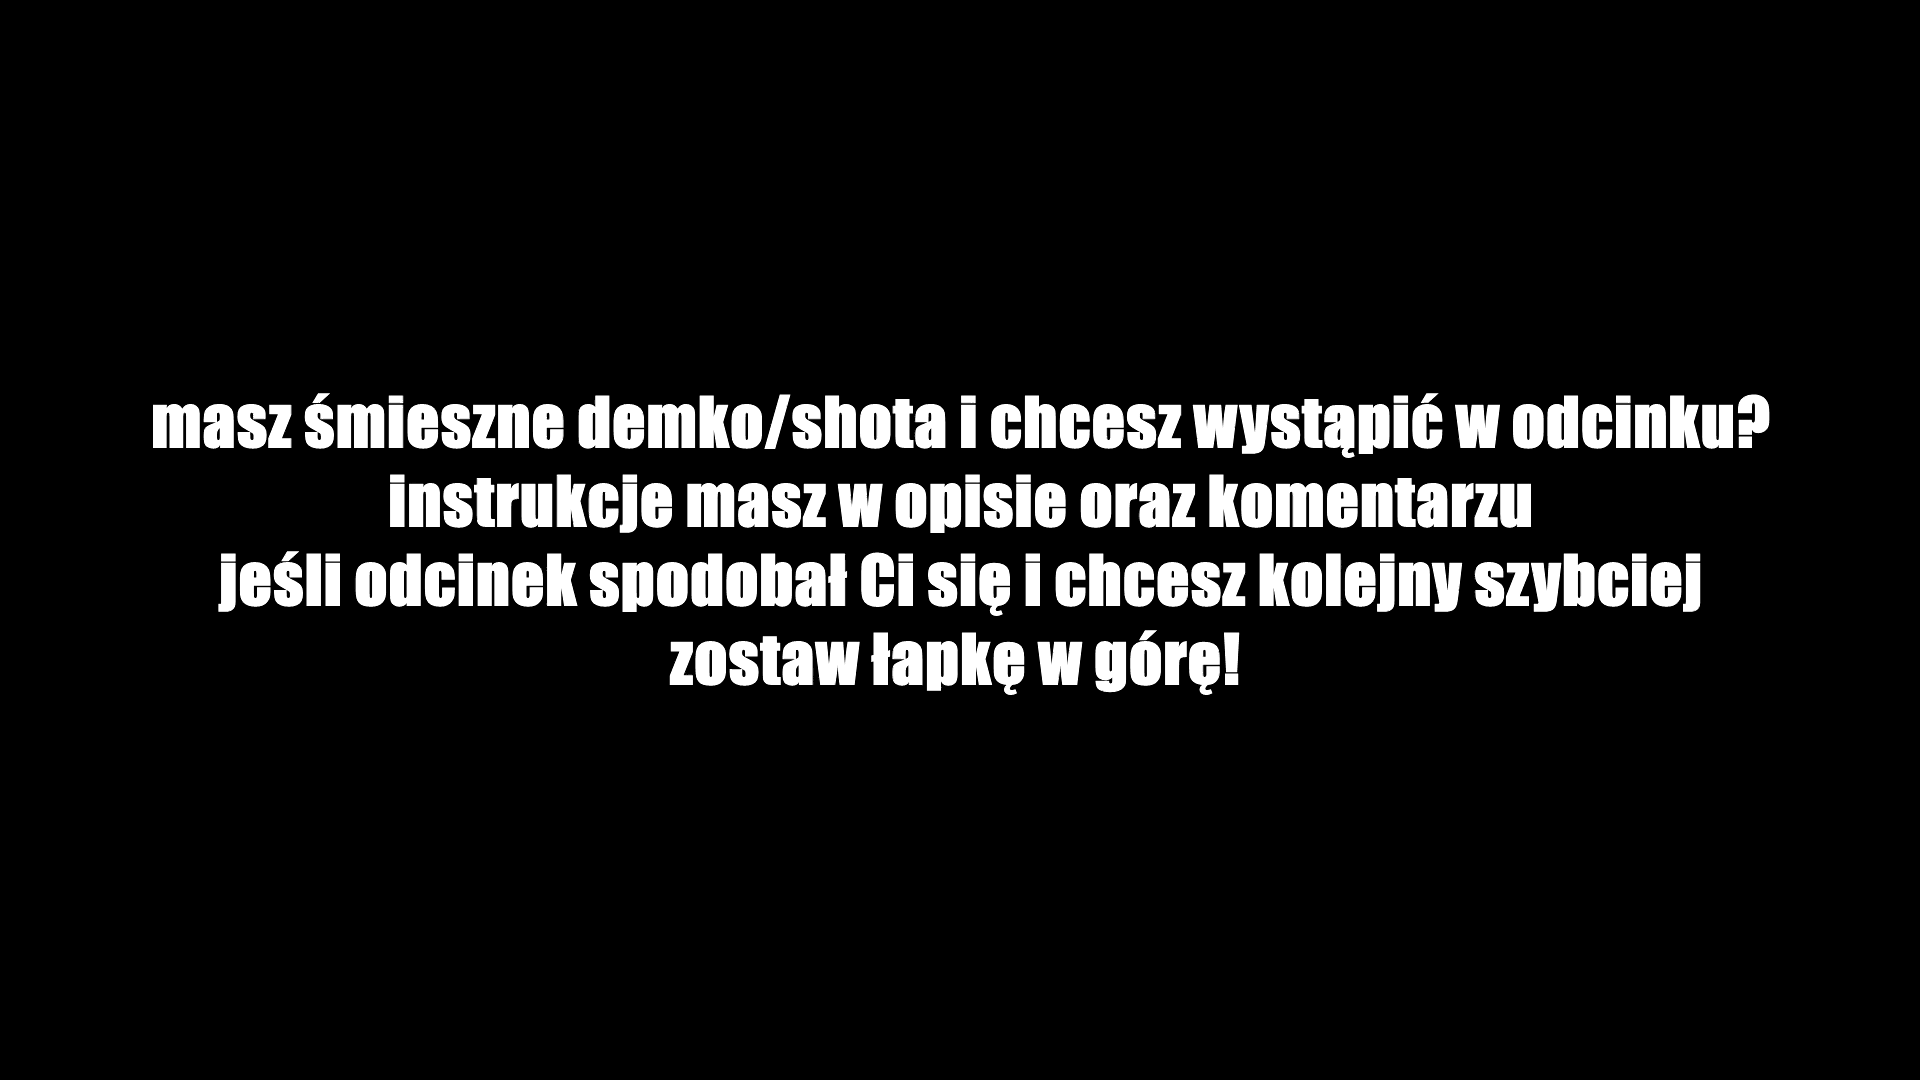 masz śmieszne demko/shota i chcesz wystąpić w odcinku?
instrukcje masz w opisie oraz komentarzu
jeśli odcinek spodobał Ci się i chcesz kolejny szybciej
zostaw łapkę w górę!